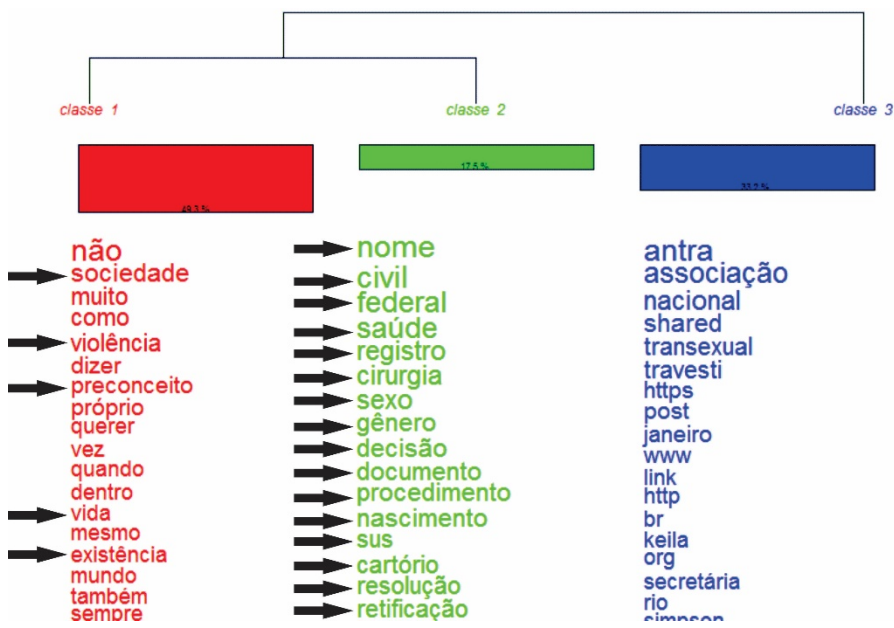 classe 1
classe 2
classe 3
49.3 %
17.5 %
33.2 %
não
sociedade
muito
como
violência
dizer
preconceito
próprio
querer
vez
quando
dentro
vida
mesmo
existência
mundo
também
sempre
nome
civil
federal
saúde
registro
cirurgia
sexo
gênero
decisão
documento
procedimento
nascimento
sus
cartório
resolução
retificação
antra
associação
nacional
shared
transexual
travesti
https
post
janeiro
www
link
http
br
keila
org
secretária
rio
simpson